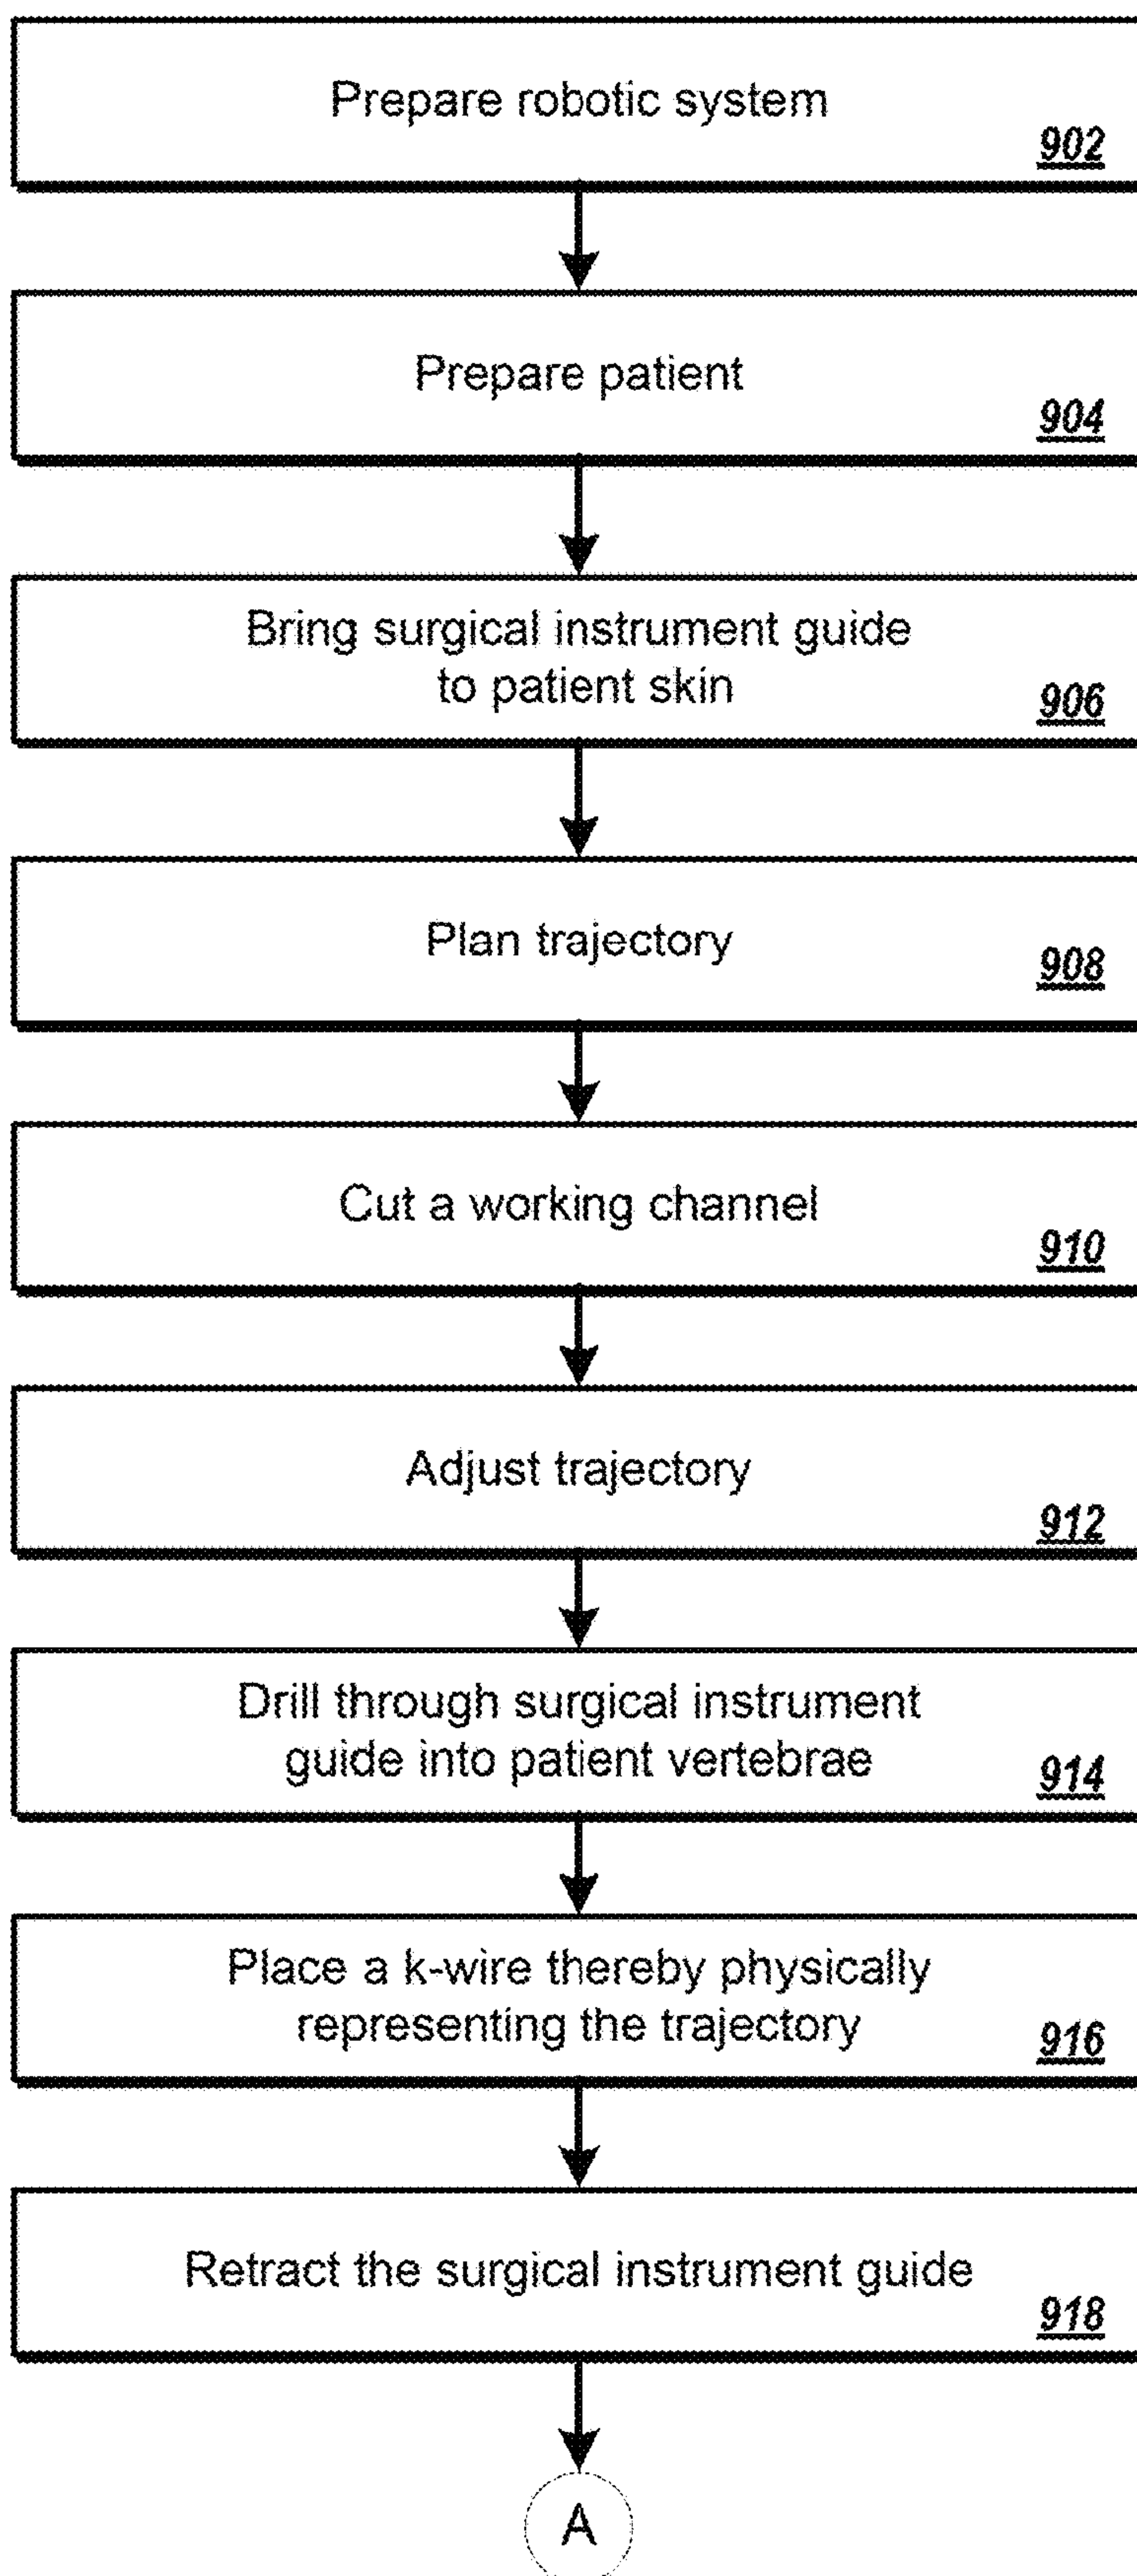 Prepare robotic system
902
Prepare patient
904
Bring surgical instrument guide
to patient skin
906
Plan trajectory
908
Cut a working channel
910
Adjust trajectory
912
Drill through surgical instrument
guide into patient vertebrae
914
Place a k-wire thereby physically
representing the trajectory
916
Retract the surgical instrument guide
918
A